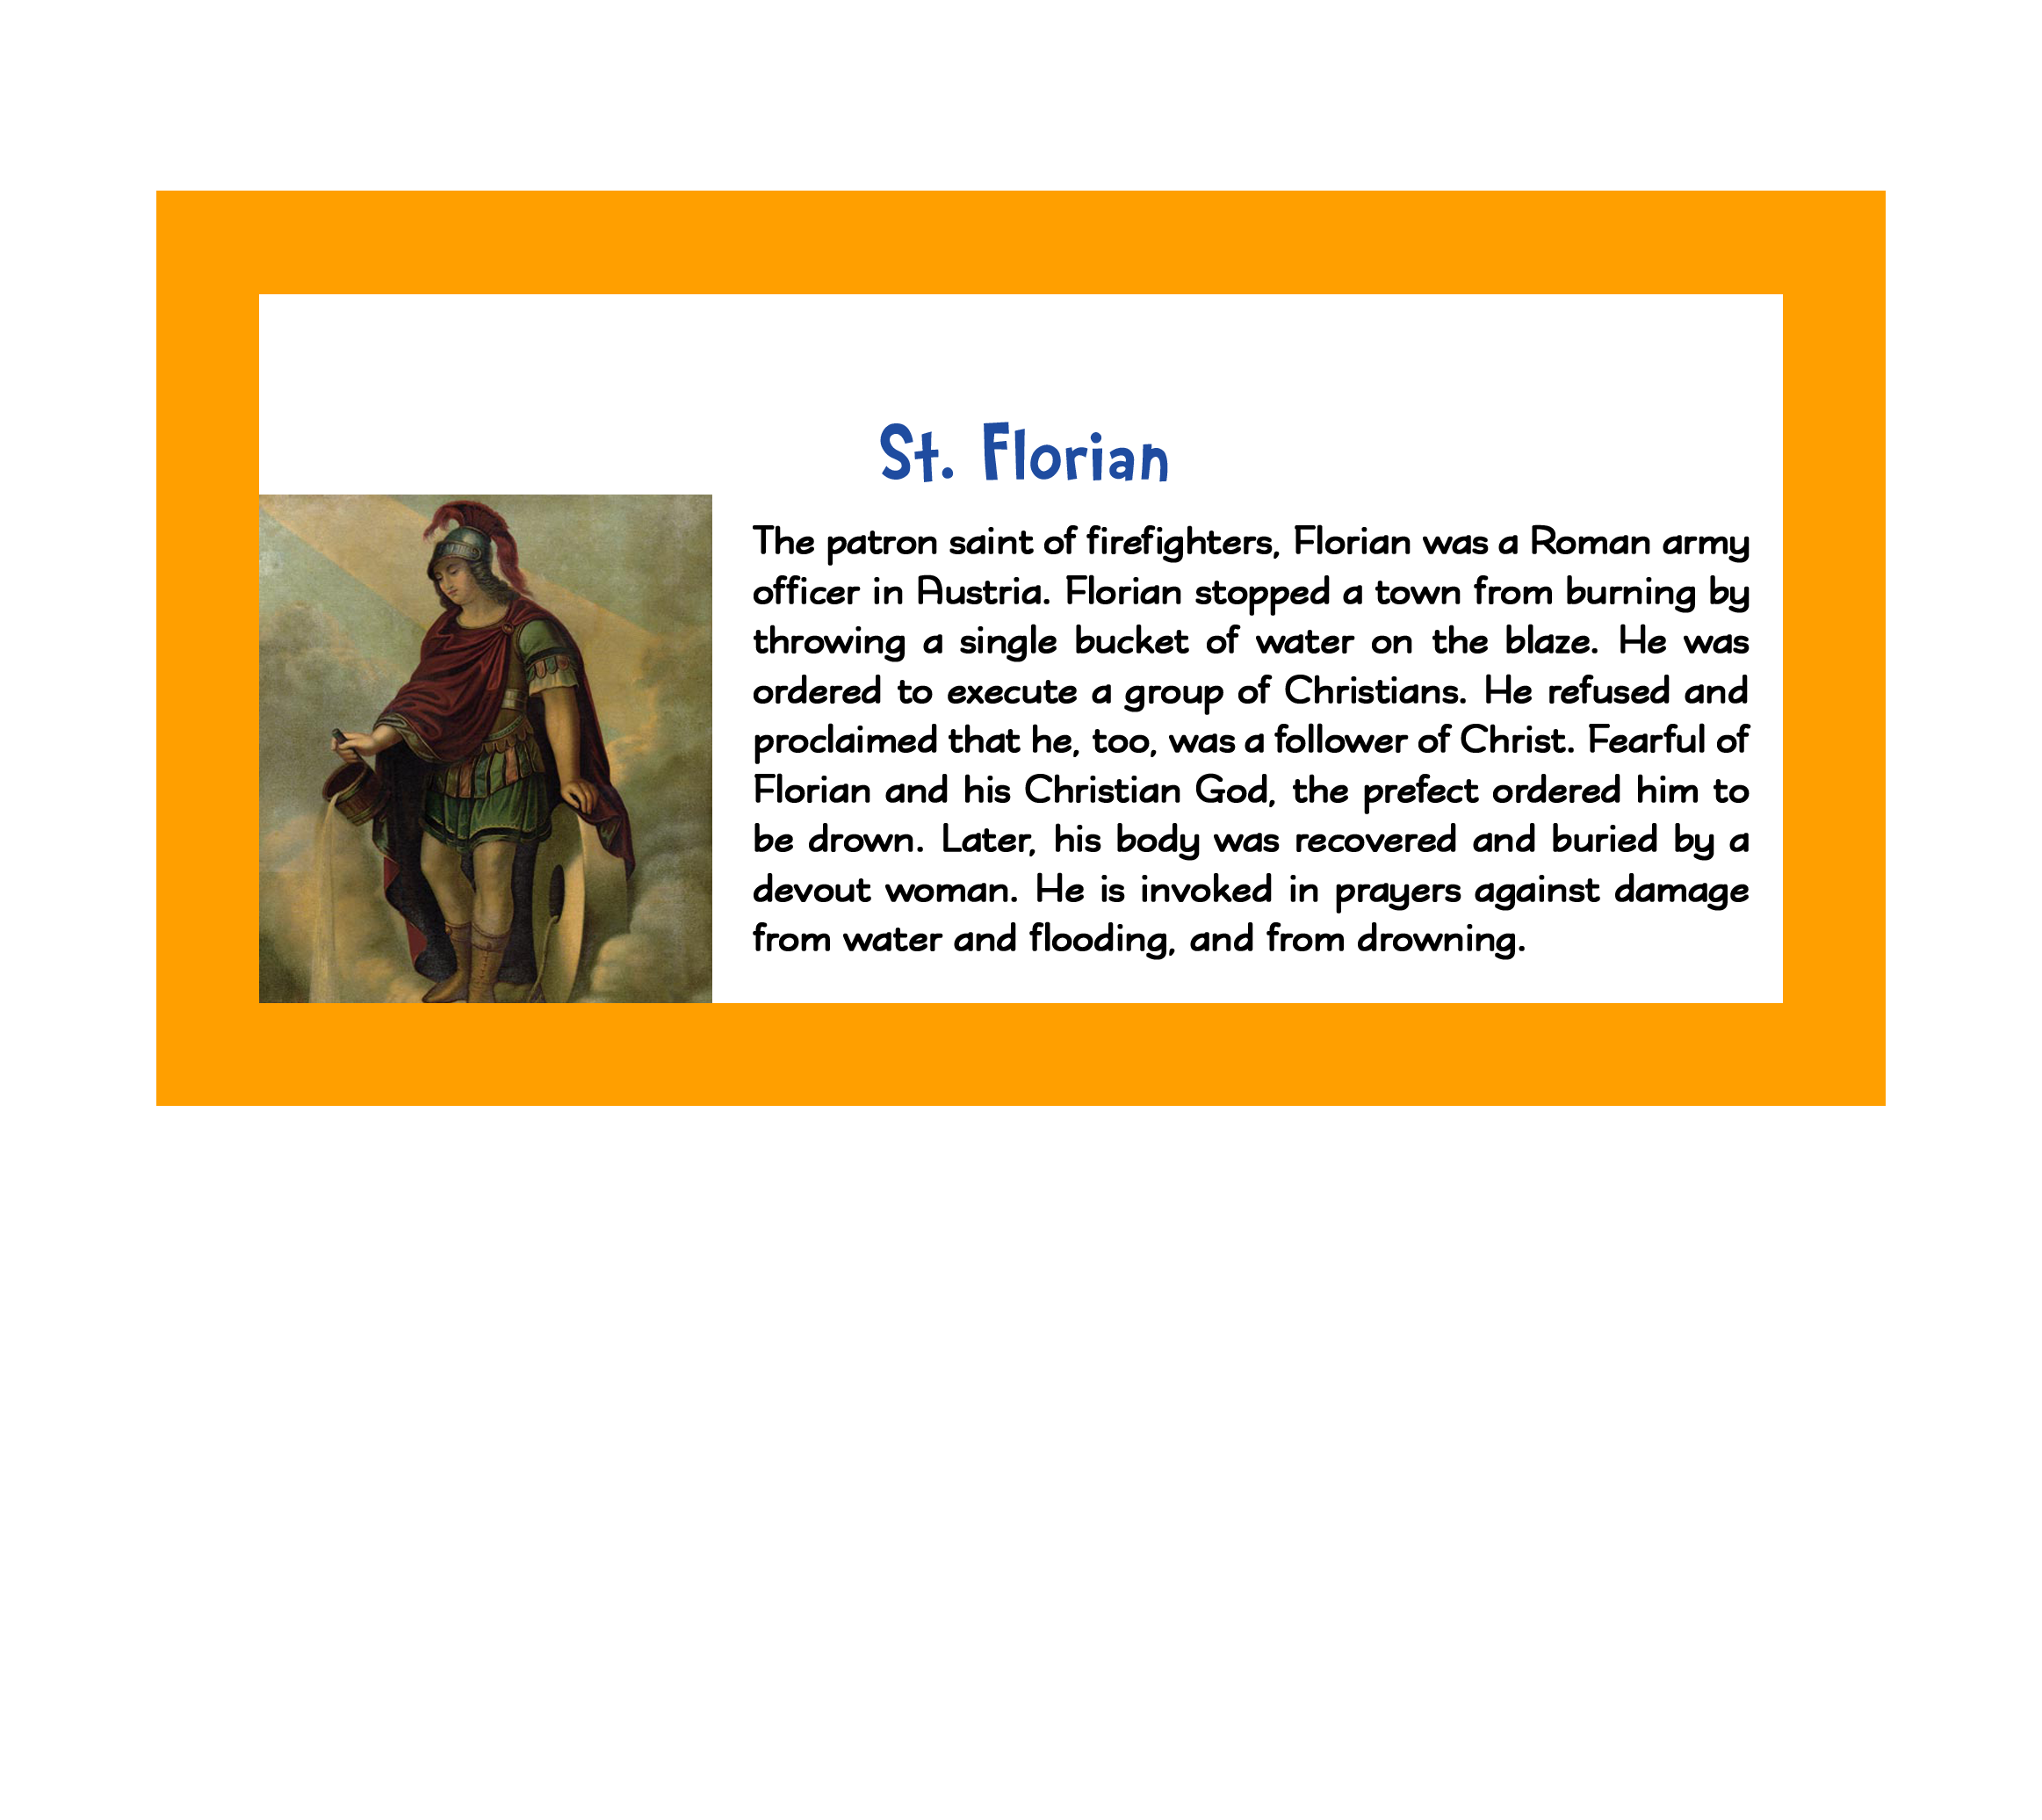 St. Florian
The patron saint of firefighters, Florian was a Roman army
officer in Austria. Florian stopped a town from burning by
throwing a single bucket of water on the blaze. He was
ordered to execute a group of Christians. He refused and
proclaimed that he, too, was a follower of Christ. Fearful of
Florian and his Christian God, the prefect ordered him to
be drown. Later, his body was recovered and buried by a
devout woman. He is invoked in prayers against damage
from water and flooding, and from drowning.